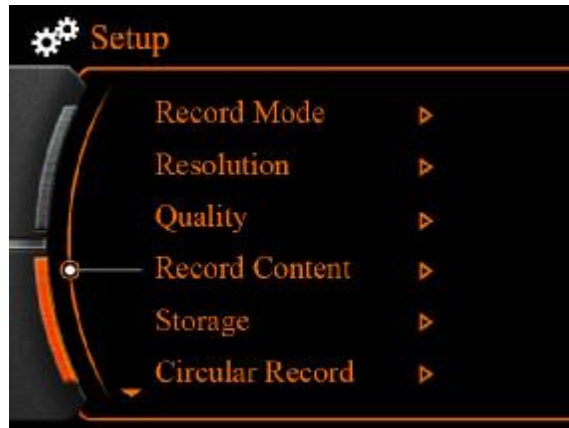 Setup
Record Mode
Resolution
Quality
Record Content
Storage
Circular Record